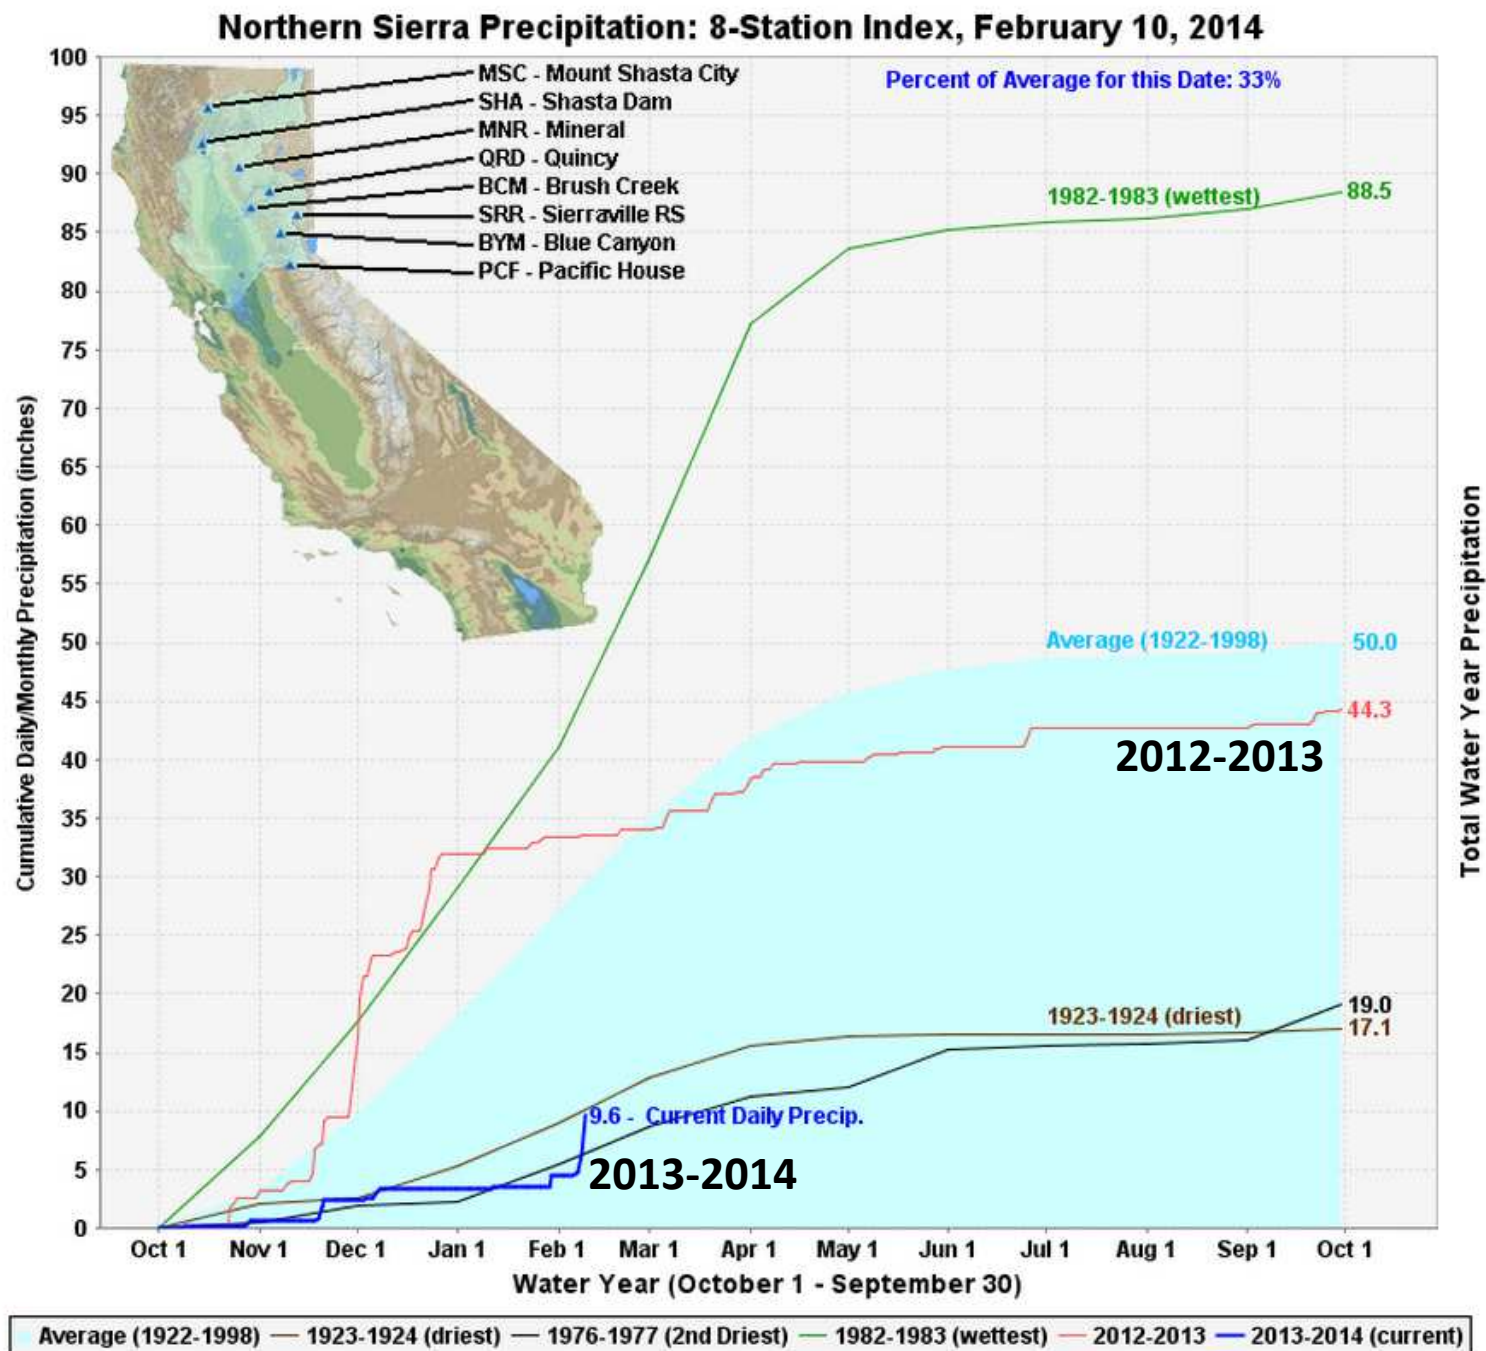 Northern Sierra Precipitation: 8-Station Index, February 10, 2014
Percent of Average for this Date: 33%
MSC - Mount Shasta City
SHA - Shasta Dam
MNR - Mineral
QRD - Quincy
BCM - Brush Creek
SRR - Sierraville RS
BYM - Blue Canyon
PCF - Pacific House
Cumulative Daily/Monthly Precipitation (inches)
100
95
90
85
80
75
70
65
60
55
50
45
40
35
30
25
20
15
10
5
0
1982-1983 (wettest)
88.5
Average (1922-1998)
50.0
44.3
2012-2013
1923-1924 (driest)
19.0
17.1
9.6 - Current Daily Precip.
2013-2014
Total Water Year Precipitation
Oct 1 Nov 1 Dec 1 Jan 1 Feb 1 Mar 1 Apr 1 May 1 Jun 1 Jul 1 Aug 1 Sep 1 Oct 1
Water Year (October 1 - September 30)
Average (1922-1998) 1923-1924 (driest) 1976-1977 (2nd Driest) 1982-1983 (wettest) 2012-2013 2013-2014 (current)